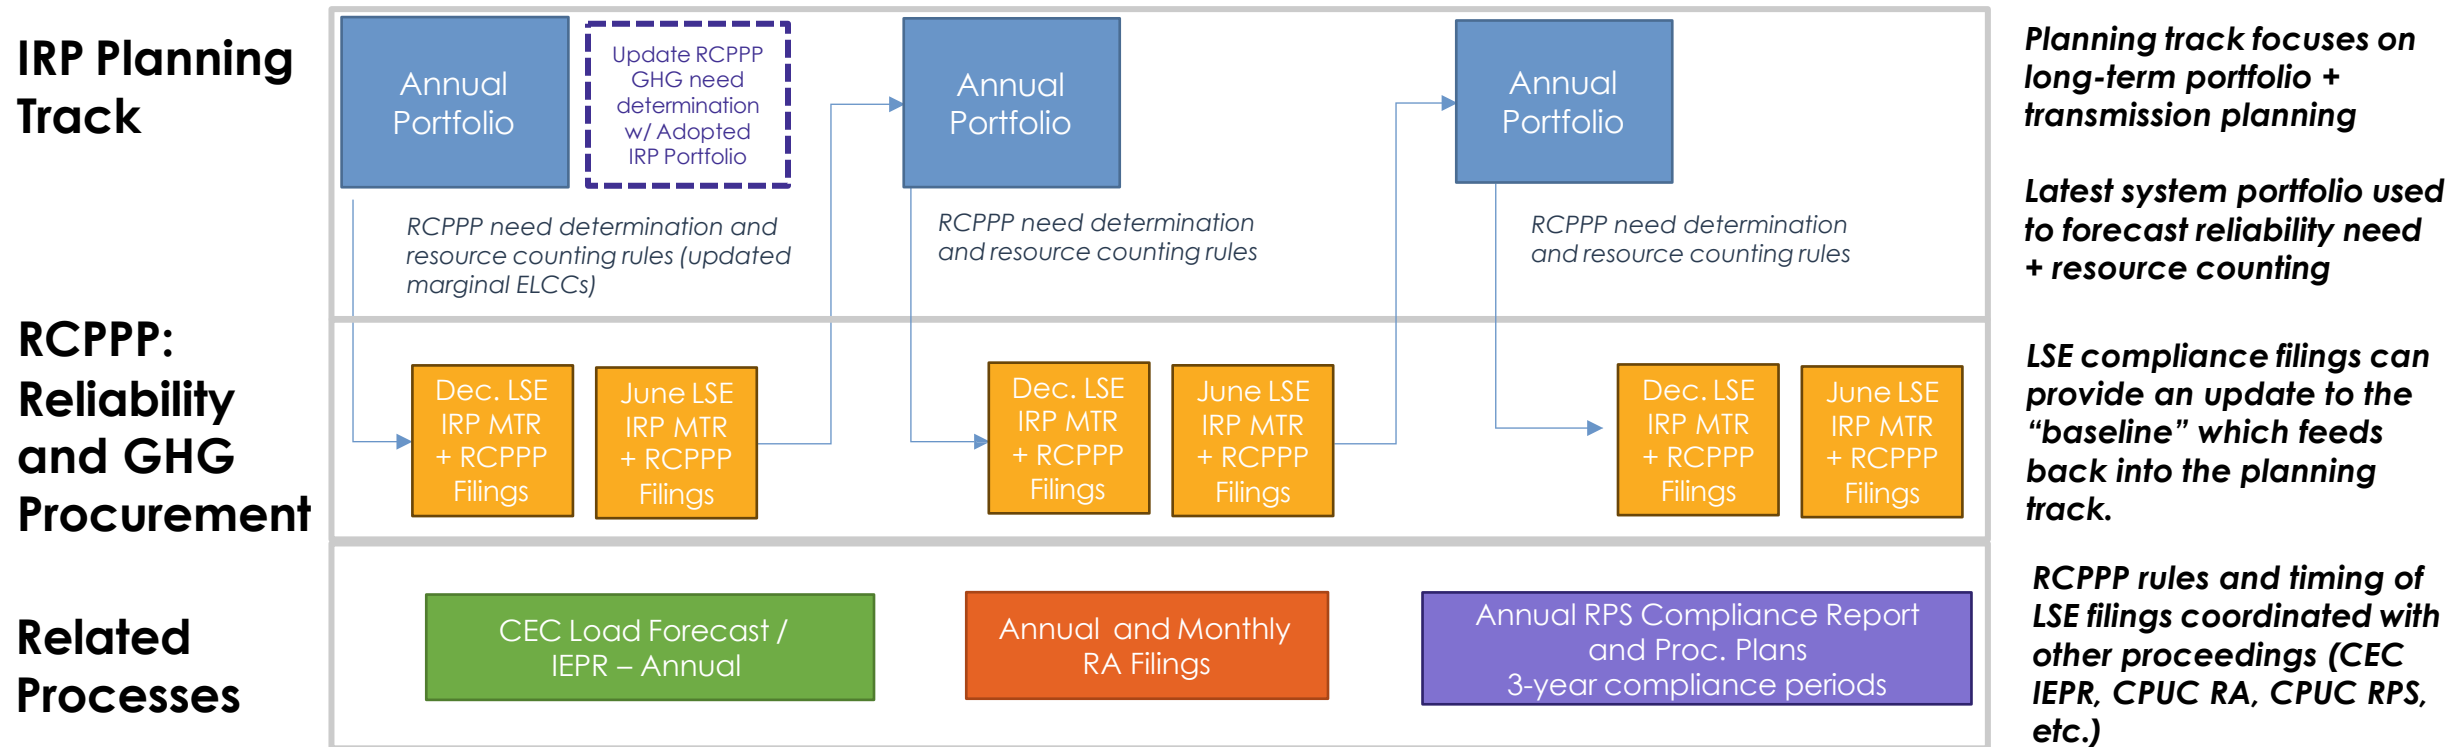 IRP Planning
Track
Annual
Portfolio
Update RCPPP
GHG need
determination
w/ Adopted
IRP Portfolio
Annual
Portfolio
Annual
Portfolio
Planning track focuses on
long-term portfolio +
transmission planning
RCPPP need determination and
resource counting rules (updated
marginal ELCCs)
RCPPP need determination
and resource counting rules
RCPPP need determination
and resource counting rules
Latest system portfolio used
to forecast reliability need
+ resource counting
RCPPP:
Reliability
and GHG
Procurement
Dec. LSE
IRP MTR
+ RCPPP
Filings
June LSE
IRP MTR
+ RCPPP
Filings
Dec. LSE
IRP MTR
+ RCPPP
Filings
June LSE
IRP MTR
+ RCPPP
Filings
Dec. LSE
IRP MTR
+ RCPPP
Filings
June LSE
IRP MTR
+ RCPPP
Filings
LSE compliance filings can
provide an update to the
“baseline” which feeds
back into the planning
track.
Related
Processes
CEC Load Forecast /
IEPR – Annual
Annual and Monthly
RA Filings
Annual RPS Compliance Report
and Proc. Plans
3-year compliance periods
RCPPP rules and timing of
LSE filings coordinated with
other proceedings (CEC
IEPR, CPUC RA, CPUC RPS,
etc.)